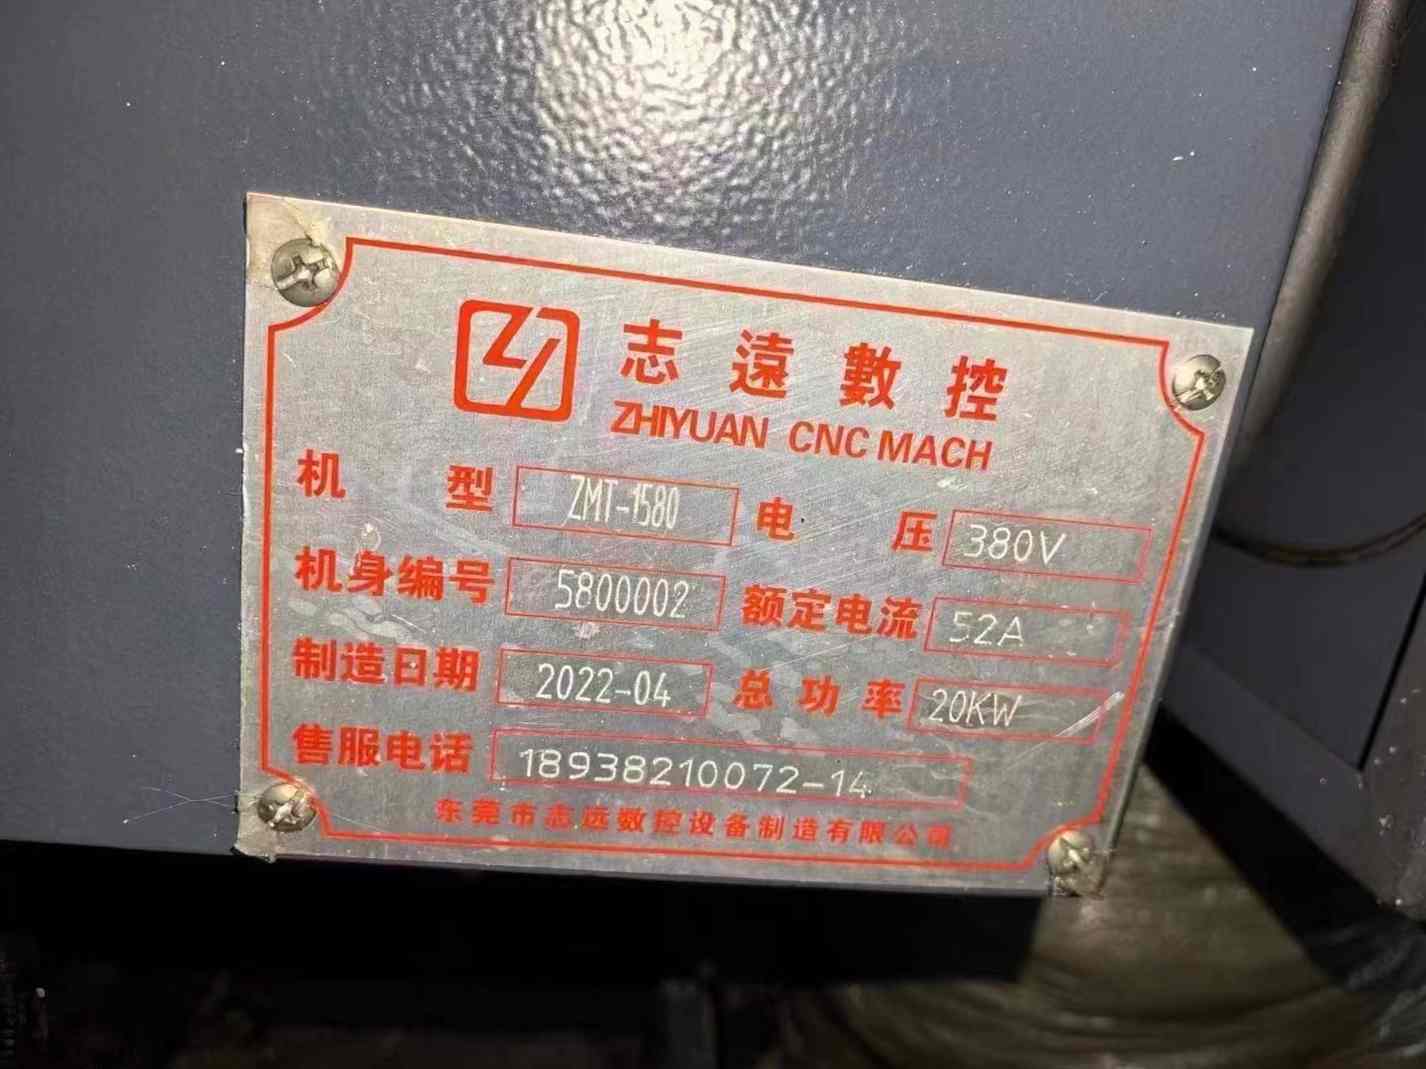 志遠數控
ZHIYUAN CNC MACH
机型 ZMT-1580 电压 380V
机身编号 5800002 额定电流 52A
制造日期 2022-04 总功率 20KW
售服电话 18938210072-14
东莞市志远数控设备制造有限公司